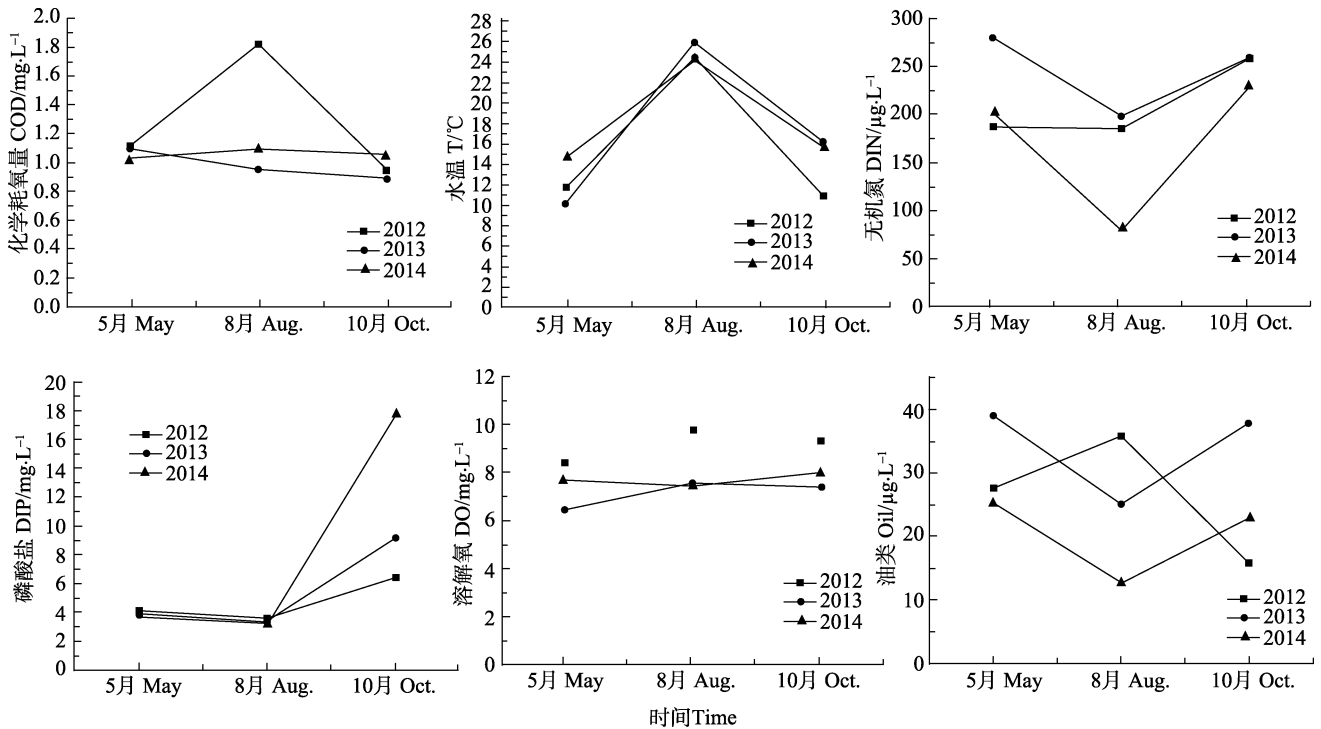 化学耗氧量 COD/mg·L⁻¹
2.0
1.8
1.6
1.4
1.2
1.0
0.8
0.6
0.4
0.2
0.0
2012
2013
2014
5月 May
8月 Aug.
10月 Oct.
水温 T/℃
28
26
24
22
20
18
16
14
12
10
8
6
4
2
0
2012
2013
2014
5月 May
8月 Aug.
10月 Oct.
无机氮 DIN/μg·L⁻¹
300
250
200
150
100
50
0
2012
2013
2014
5月 May
8月 Aug.
10月 Oct.
磷酸盐 DIP/mg·L⁻¹
20
18
16
14
12
10
8
6
4
2
0
2012
2013
2014
5月 May
8月 Aug.
10月 Oct.
溶解氧 DO/mg·L⁻¹
12
10
8
6
4
2
0
2012
2013
2014
5月 May
8月 Aug.
10月 Oct.
油类 Oil/μg·L⁻¹
40
30
20
10
0
2012
2013
2014
5月 May
8月 Aug.
10月 Oct.
时间Time